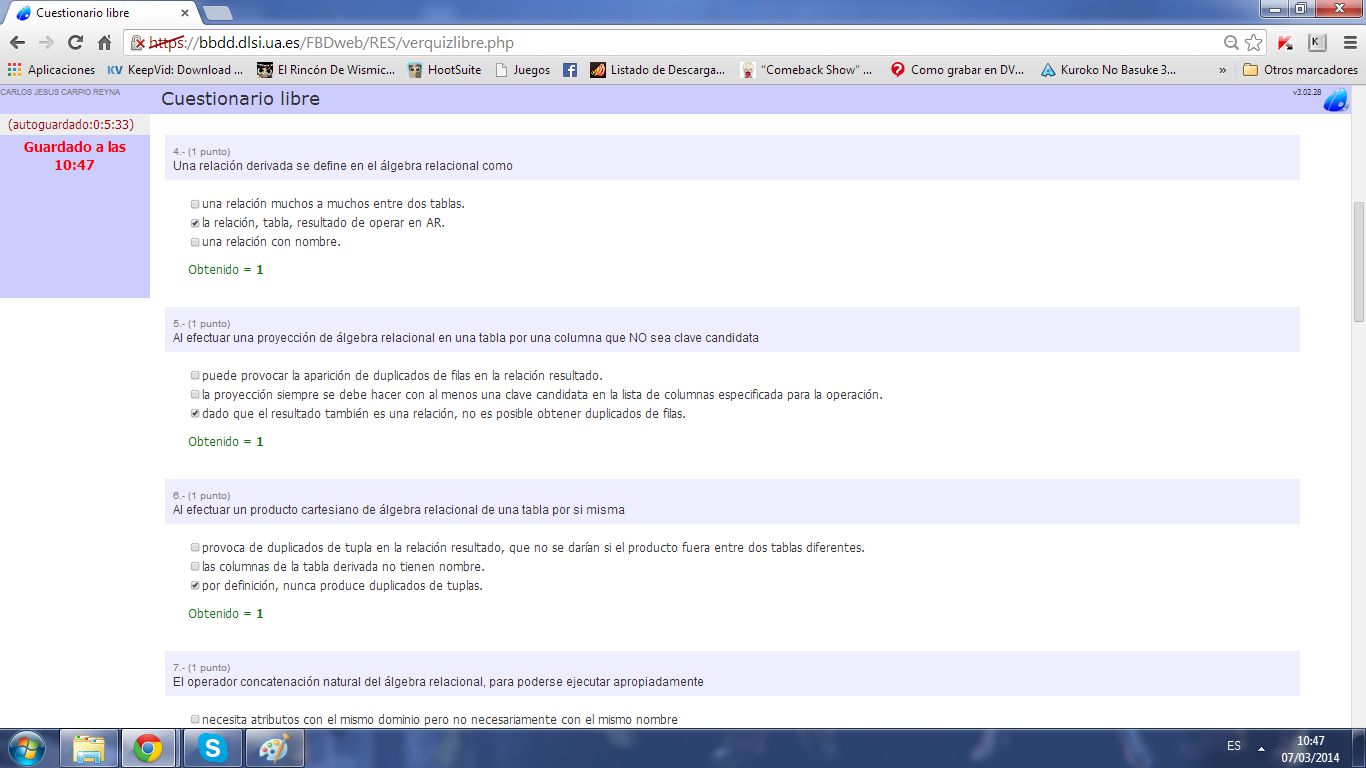 Cuestionario libre
https://bbdd.dlsi.ua.es/FBDweb/RES/verquizlibre.php
Aplicaciones KV KeepVid: Download ... El Rincón De Wismic... HootSuite Juegos Listado de Descarga... "Comeback Show" ... Como grabar en DV... Kuroko No Basuke 3... » Otros marcadores
CARLOS JESUS CARPIO REYNA
Cuestionario libre
v3.02.28
(autoguardado:0:5:33)
Guardado a las
10:47
4.- (1 punto)
Una relación derivada se define en el álgebra relacional como
una relación muchos a muchos entre dos tablas.
la relación, tabla, resultado de operar en AR.
una relación con nombre.
Obtenido = 1
5.- (1 punto)
Al efectuar una proyección de álgebra relacional en una tabla por una columna que NO sea clave candidata
puede provocar la aparición de duplicados de filas en la relación resultado.
la proyección siempre se debe hacer con al menos una clave candidata en la lista de columnas especificada para la operación.
dado que el resultado también es una relación, no es posible obtener duplicados de filas.
Obtenido = 1
6.- (1 punto)
Al efectuar un producto cartesiano de álgebra relacional de una tabla por si misma
provoca de duplicados de tupla en la relación resultado, que no se darían si el producto fuera entre dos tablas diferentes.
las columnas de la tabla derivada no tienen nombre.
por definición, nunca produce duplicados de tuplas.
Obtenido = 1
7.- (1 punto)
El operador concatenación natural del álgebra relacional, para poderse ejecutar apropiadamente
necesita atributos con el mismo dominio pero no necesariamente con el mismo nombre
ES
10:47
07/03/2014